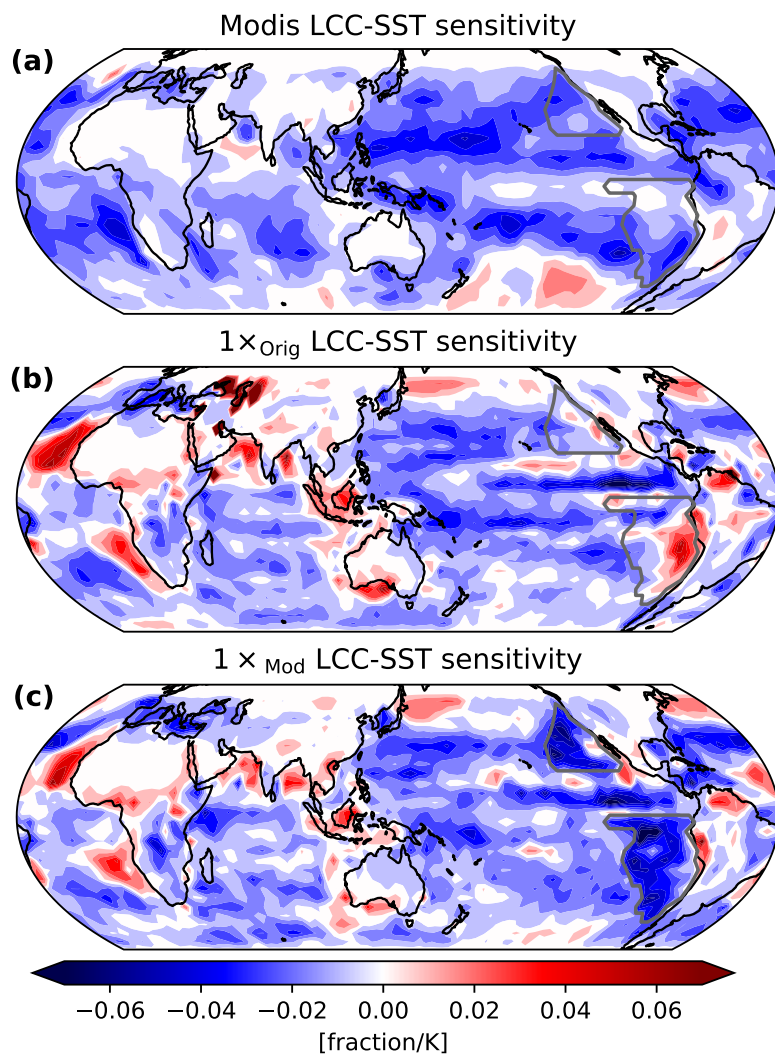 Modis LCC-SST sensitivity
(a)
1×Orig LCC-SST sensitivity
(b)
1 × Mod LCC-SST sensitivity
(c)
−0.06 −0.04 −0.02 0.00 0.02 0.04 0.06
[fraction/K]